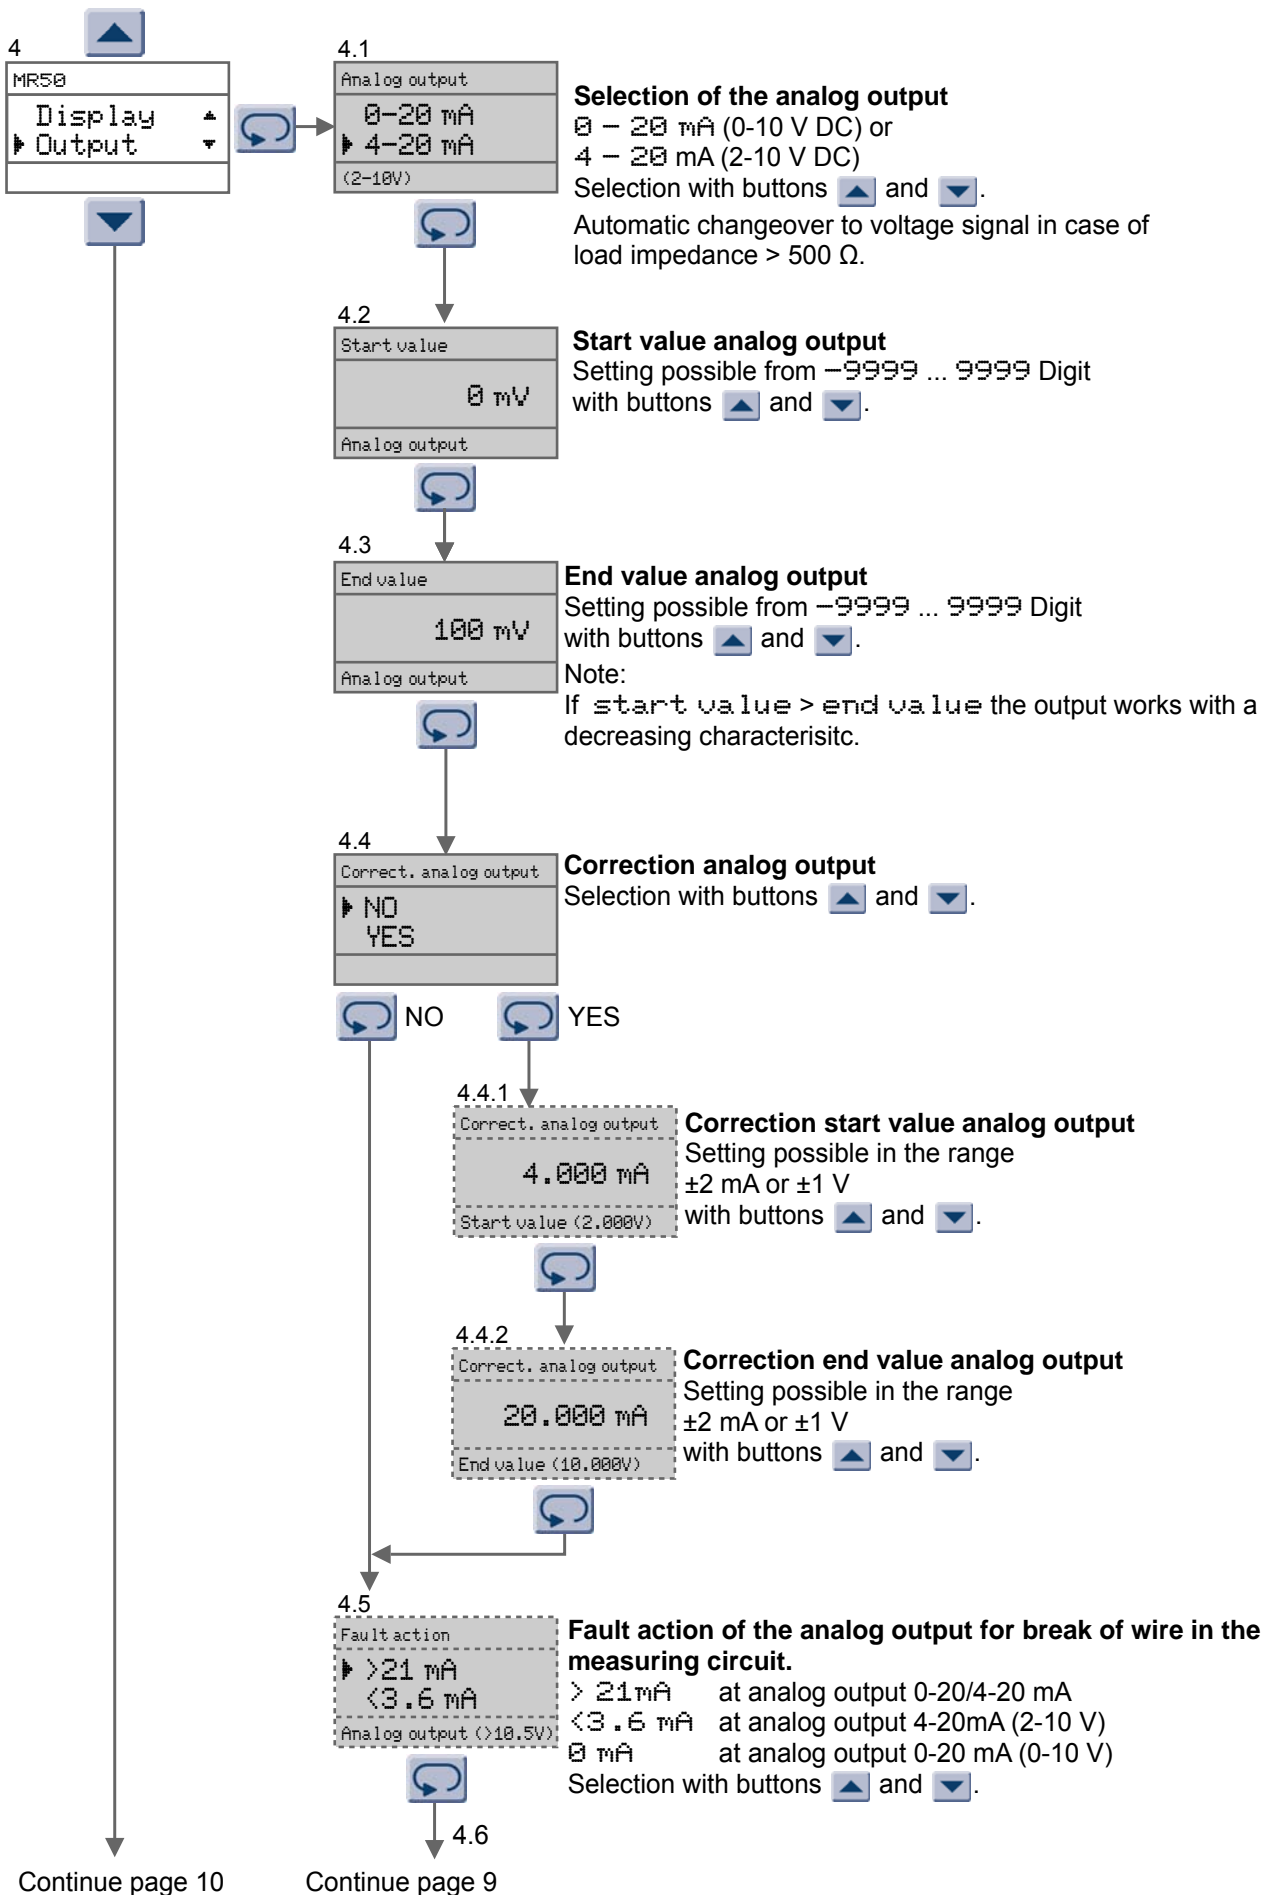 4
MR50
Display
Output
4.1
Analog output
0-20 mA
4-20 mA
(2-10V)
Selection of the analog output
0 – 20 mA (0-10 V DC) or
4 – 20 mA (2-10 V DC)
Selection with buttons and .
Automatic changeover to voltage signal in case of
load impedance > 500 Ω.
4.2
Start value
0 mV
Analog output
Start value analog output
Setting possible from -9999 ... 9999 Digit
with buttons and .
4.3
End value
100 mV
Analog output
End value analog output
Setting possible from -9999 ... 9999 Digit
with buttons and .
Note:
If start value > end value the output works with a
decreasing characterisitc.
4.4
Correct. analog output
NO
YES
Correction analog output
Selection with buttons and .
NO
YES
4.4.1
Correct. analog output
4.000 mA
Start value (2.000V)
Correction start value analog output
Setting possible in the range
±2 mA or ±1 V
with buttons and .
4.4.2
Correct. analog output
20.000 mA
End value (10.000V)
Correction end value analog output
Setting possible in the range
±2 mA or ±1 V
with buttons and .
4.5
Fault action
>21 mA
<3.6 mA
Analog output (>10.5V)
Fault action of the analog output for break of wire in the
measuring circuit.
> 21mA at analog output 0-20/4-20 mA
<3.6 mA at analog output 4-20mA (2-10 V)
0 mA at analog output 0-20 mA (0-10 V)
Selection with buttons and .
4.6
Continue page 10
Continue page 9